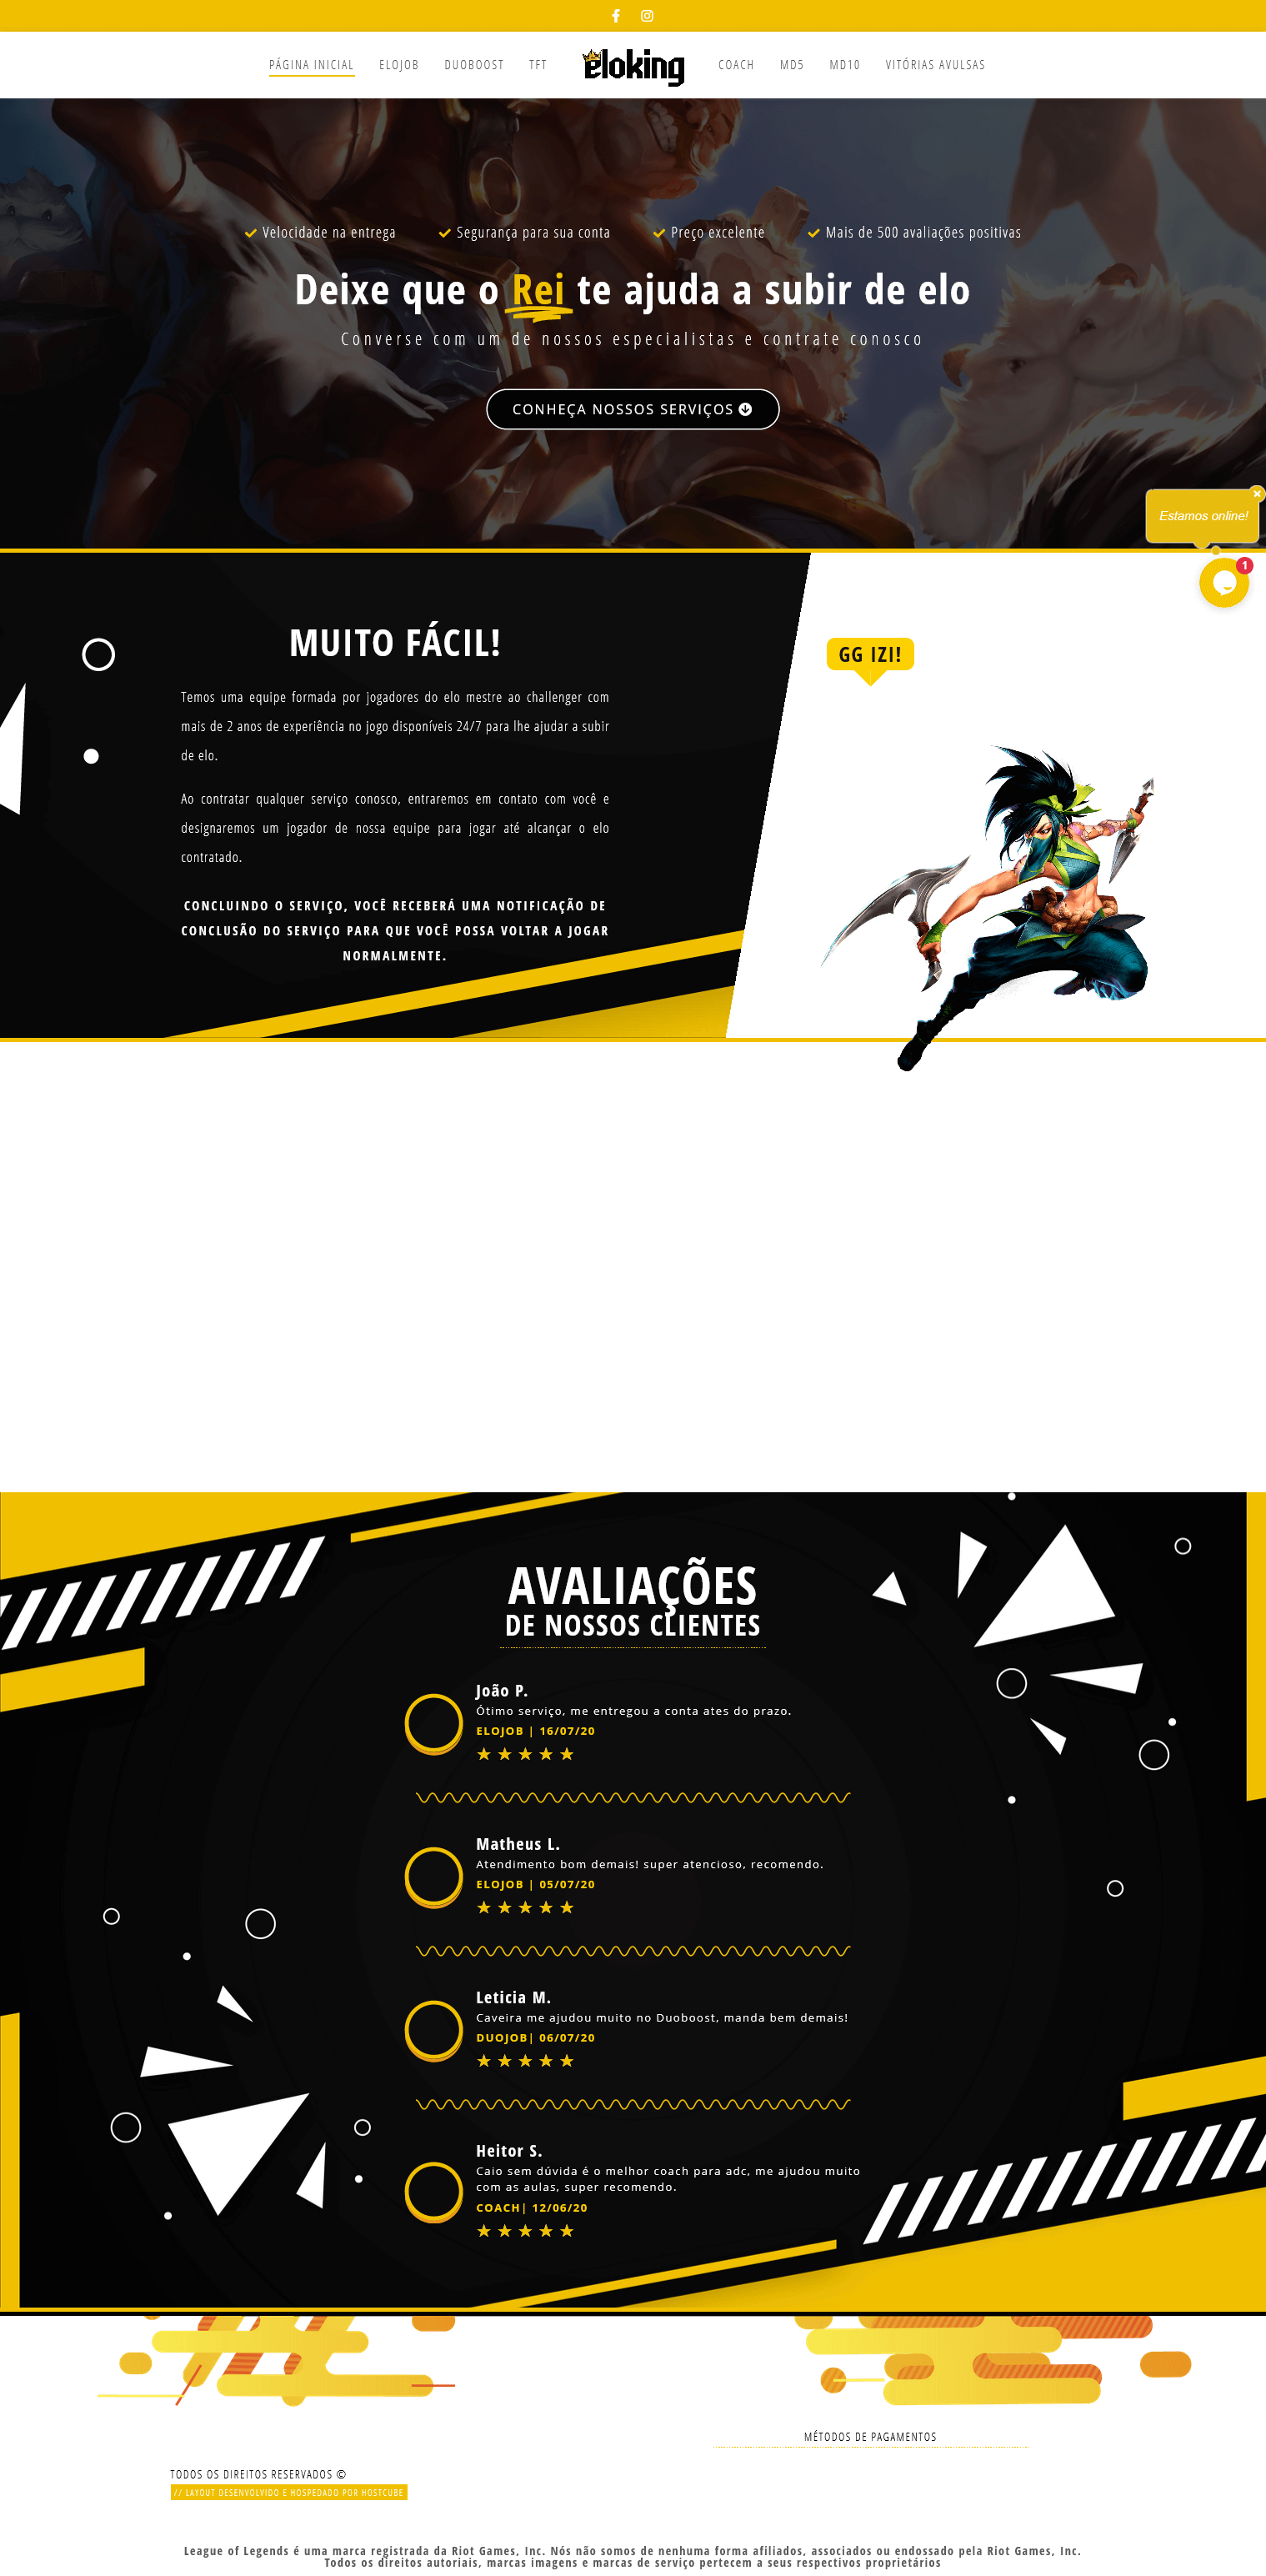 PÁGINA INICIAL ELOJOB DUOBOOST TFT eloking COACH MD5 MD10 VITÓRIAS AVULSAS
Velocidade na entrega Segurança para sua conta Preço excelente Mais de 500 avaliações positivas
Deixe que o Rei te ajuda a subir de elo
Converse com um de nossos especialistas e contrate conosco
CONHEÇA NOSSOS SERVIÇOS
Estamos online!
1
MUITO FÁCIL!
GG IZI!
Temos uma equipe formada por jogadores do elo mestre ao challenger com
mais de 2 anos de experiência no jogo disponíveis 24/7 para lhe ajudar a subir
de elo.
Ao contratar qualquer serviço conosco, entraremos em contato com você e
designaremos um jogador de nossa equipe para jogar até alcançar o elo
contratado.
CONCLUINDO O SERVIÇO, VOCÊ RECEBERÁ UMA NOTIFICAÇÃO DE
CONCLUSÃO DO SERVIÇO PARA QUE VOCÊ POSSA VOLTAR A JOGAR
NORMALMENTE.
AVALIAÇÕES
DE NOSSOS CLIENTES
João P.
Ótimo serviço, me entregou a conta ates do prazo.
ELOJOB | 16/07/20
Matheus L.
Atendimento bom demais! super atencioso, recomendo.
ELOJOB | 05/07/20
Leticia M.
Caveira me ajudou muito no Duoboost, manda bem demais!
DUOJOB| 06/07/20
Heitor S.
Caio sem dúvida é o melhor coach para adc, me ajudou muito
com as aulas, super recomendo.
COACH| 12/06/20
MÉTODOS DE PAGAMENTOS
TODOS OS DIREITOS RESERVADOS ©
// LAYOUT DESENVOLVIDO E HOSPEDADO POR HOSTCUBE
League of Legends é uma marca registrada da Riot Games, Inc. Nós não somos de nenhuma forma afiliados, associados ou endossado pela Riot Games, Inc.
Todos os direitos autoriais, marcas imagens e marcas de serviço pertecem a seus respectivos proprietários